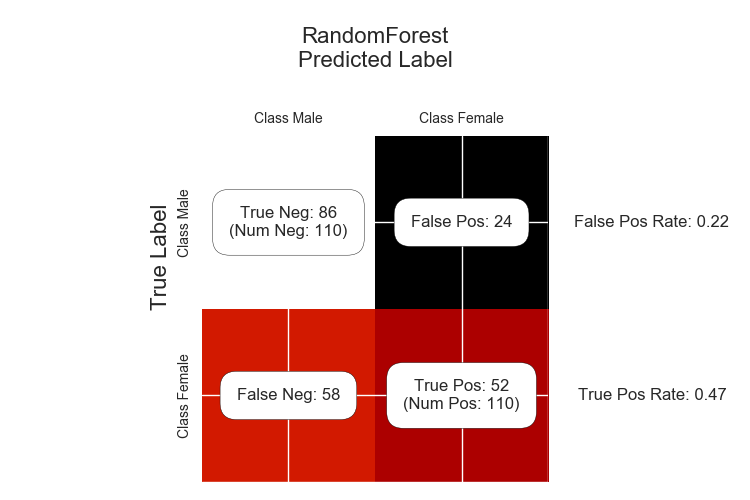 RandomForest
Predicted Label
Class Male
Class Female
True Label
Class Male
True Neg: 86
(Num Neg: 110)
False Pos: 24
False Pos Rate: 0.22
Class Female
False Neg: 58
True Pos: 52
(Num Pos: 110)
True Pos Rate: 0.47